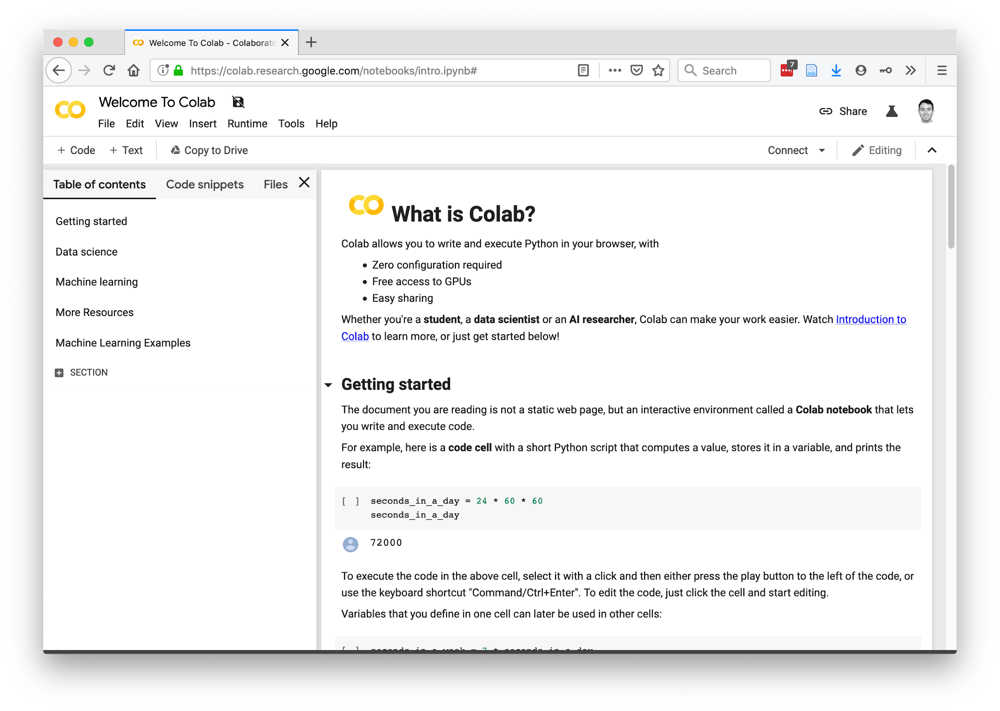 Welcome To Colab - Colaborato
https://colab.research.google.com/notebooks/intro.ipynb#
Search
7
Welcome To Colab
File Edit View Insert Runtime Tools Help
Share
+ Code + Text Copy to Drive
Connect Editing
Table of contents Code snippets Files
Getting started
Data science
Machine learning
More Resources
Machine Learning Examples
SECTION
What is Colab?
Colab allows you to write and execute Python in your browser, with
• Zero configuration required
• Free access to GPUs
• Easy sharing
Whether you're a student, a data scientist or an AI researcher, Colab can make your work easier. Watch Introduction to
Colab to learn more, or just get started below!
Getting started
The document you are reading is not a static web page, but an interactive environment called a Colab notebook that lets
you write and execute code.
For example, here is a code cell with a short Python script that computes a value, stores it in a variable, and prints the
result:
[ ] seconds_in_a_day = 24 * 60 * 60
seconds_in_a_day
72000
To execute the code in the above cell, select it with a click and then either press the play button to the left of the code, or
use the keyboard shortcut "Command/Ctrl+Enter". To edit the code, just click the cell and start editing.
Variables that you define in one cell can later be used in other cells:
[ ] seconds_in_a_week = 7 * seconds_in_a_day